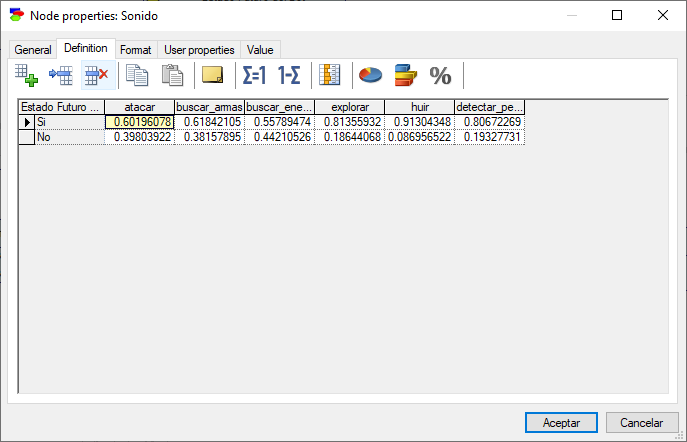 Node properties: Sonido
General Definition Format User properties Value
Σ=1 1-Σ %
Estado Futuro ... atacar buscar_armas buscar_ene... explorar huir detectar_pe...
Si 0.60196078 0.61842105 0.55789474 0.81355932 0.91304348 0.80672269
No 0.39803922 0.38157895 0.44210526 0.18644068 0.086956522 0.19327731
Aceptar Cancelar